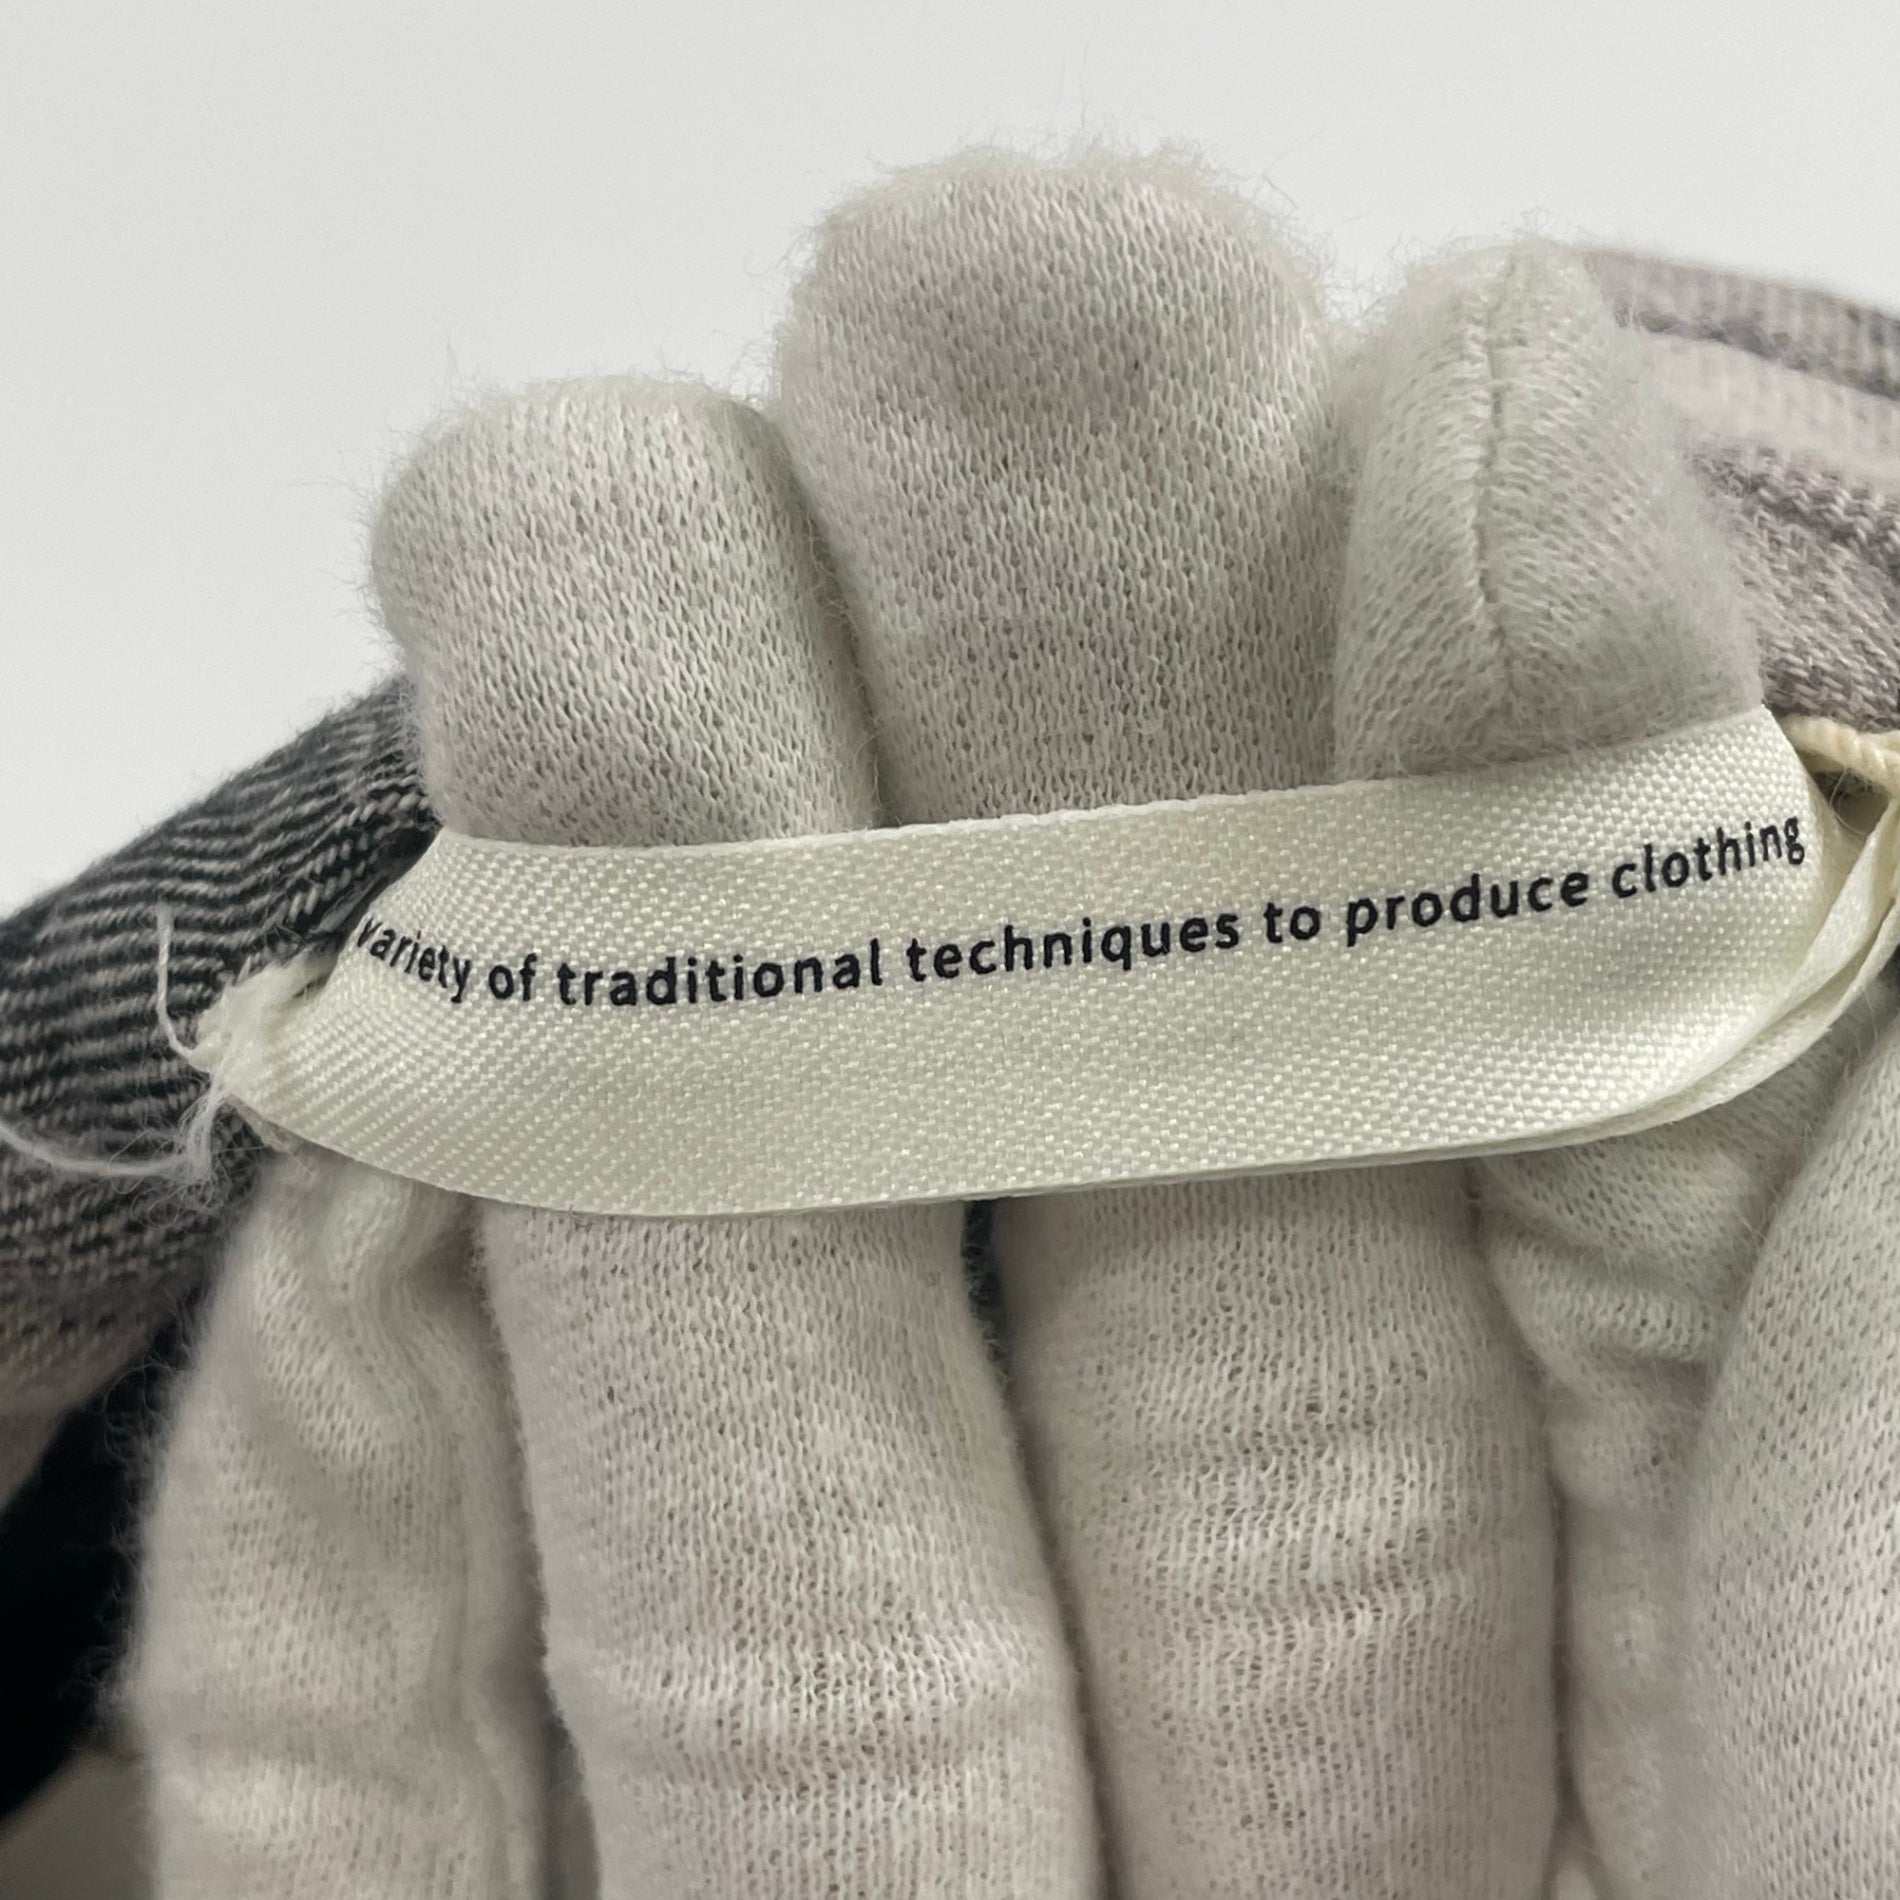 variety of traditional techniques to produce clothing